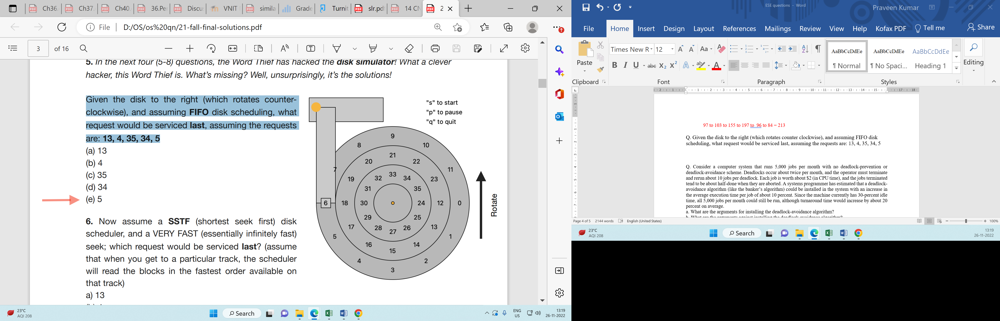 Ch36.
Ch37.
Ch40.
36.Per
Discu
VNIT
simila
Grade
Turnit
slr.pdf
14 CN
2
File
D:/OS/os%20qn/21-fall-final-solutions.pdf
3
of 16
5. In the next four (5-8) questions, the Word Thief has hacked the disk simulator! What a clever
hacker, this Word Thief is. What's missing? Well, unsurprisingly, it's the solutions!
Given the disk to the right (which rotates counter-
clockwise), and assuming FIFO disk scheduling, what
request would be serviced last, assuming the requests
are: 13, 4, 35, 34, 5
(a) 13
(b) 4
(c) 35
(d) 34
(e) 5
6. Now assume a SSTF (shortest seek first) disk
scheduler, and a VERY FAST (essentially infinitely fast)
seek; which request would be serviced last? (assume
that when you get to a particular track, the scheduler
will read the blocks in the fastest order available on
that track)
a) 13
"s" to start
"p" to pause
"q" to quit
9
8
10
21
20
22
7
11
33
32
34
19
23
31
35
6
18
30
24
12
0
29
25
17
28
26
13
27
5
1
16
14
15
4
2
3
Rotate
23°C
AQI 208
Search
ENG
US
13:19
26-11-2022
ESE questions - Word
Praveen Kumar
File
Home
Insert
Design
Layout
References
Mailings
Review
View
Help
Kofax PDF
Tell me
Share
Paste
Times New R
12
Aa
B I U abc X2 X2 A aby A
AaBbCcDdEe
AaBbCcDdEe
AaBbCcDdEe
¶ Normal
¶ No Spaci...
Heading 1
Editing
Clipboard
Font
Paragraph
Styles
97 to 103 to 155 to 197 to 96 to 84 = 213
Q. Given the disk to the right (which rotates counter clockwise), and assuming FIFO disk
scheduling, what request would be serviced last, assuming the requests are: 13, 4, 35, 34, 5
Q. Consider a computer system that runs 5,000 jobs per month with no deadlock-prevention or
deadlock-avoidance scheme. Deadlocks occur about twice per month, and the operator must terminate
and rerun about 10 jobs per deadlock. Each job is worth about $2 (in CPU time), and the jobs terminated
tend to be about half-done when they are aborted. A systems programmer has estimated that a deadlock-
avoidance algorithm (like the banker's algorithm) could be installed in the system with an increase in
the average execution time per job of about 10 percent. Since the machine currently has 30-percent idle
time, all 5,000 jobs per month could still be run, although turnaround time would increase by about 20
percent on average.
a. What are the arguments for installing the deadlock-avoidance algorithm?
b. What are the arguments against installing the deadlock-avoidance algorithm?
Page 4 of 5
2144 words
English (United States)
100%
23°C
AQI 208
Search
13:19
26-11-2022